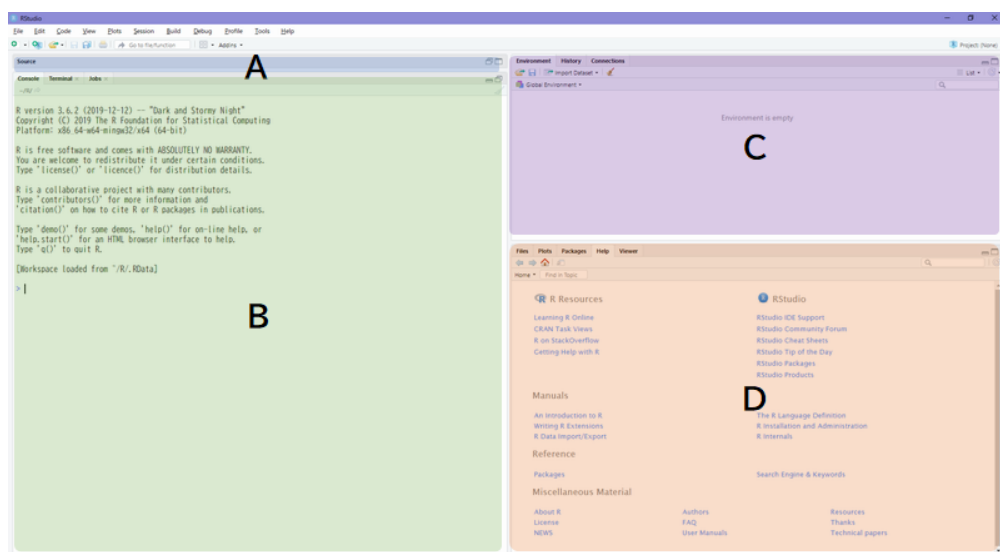 RStudio
File Edit Code View Plots Session Build Debug Profile Tools Help
Go to file/function Addins
Project: (None)
Source
A
Console Terminal Jobs
~/R/
R version 3.6.2 (2019-12-12) -- "Dark and Stormy Night"
Copyright (C) 2019 The R Foundation for Statistical Computing
Platform: x86_64-w64-mingw32/x64 (64-bit)
R is free software and comes with ABSOLUTELY NO WARRANTY.
You are welcome to redistribute it under certain conditions.
Type 'license()' or 'licence()' for distribution details.
R is a collaborative project with many contributors.
Type 'contributors()' for more information and
'citation()' on how to cite R or R packages in publications.
Type 'demo()' for some demos, 'help()' for on-line help, or
'help.start()' for an HTML browser interface to help.
Type 'q()' to quit R.
[Workspace loaded from ~/R/.RData]
>
B
Environment History Connections
Import Dataset List
Global Environment
Environment is empty
C
Files Plots Packages Help Viewer
Home Find in Topic
R Resources
Learning R Online
CRAN Task Views
R on StackOverflow
Getting Help with R
RStudio
RStudio IDE Support
RStudio Community Forum
RStudio Cheat Sheets
RStudio Tip of the Day
RStudio Packages
RStudio Products
D
Manuals
An Introduction to R
Writing R Extensions
R Data Import/Export
The R Language Definition
R Installation and Administration
R Internals
Reference
Packages
Search Engine & Keywords
Miscellaneous Material
About R Authors Resources
License FAQ Thanks
NEWS User Manuals Technical papers